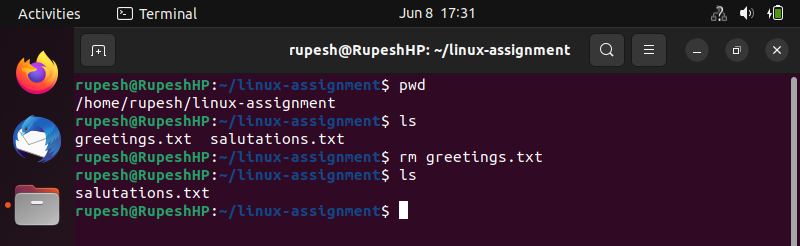 Activities Terminal Jun 8 17:31
rupesh@RupeshHP: ~/linux-assignment
rupesh@RupeshHP:~/linux-assignment$ pwd
/home/rupesh/linux-assignment
rupesh@RupeshHP:~/linux-assignment$ ls
greetings.txt  salutations.txt
rupesh@RupeshHP:~/linux-assignment$ rm greetings.txt
rupesh@RupeshHP:~/linux-assignment$ ls
salutations.txt
rupesh@RupeshHP:~/linux-assignment$